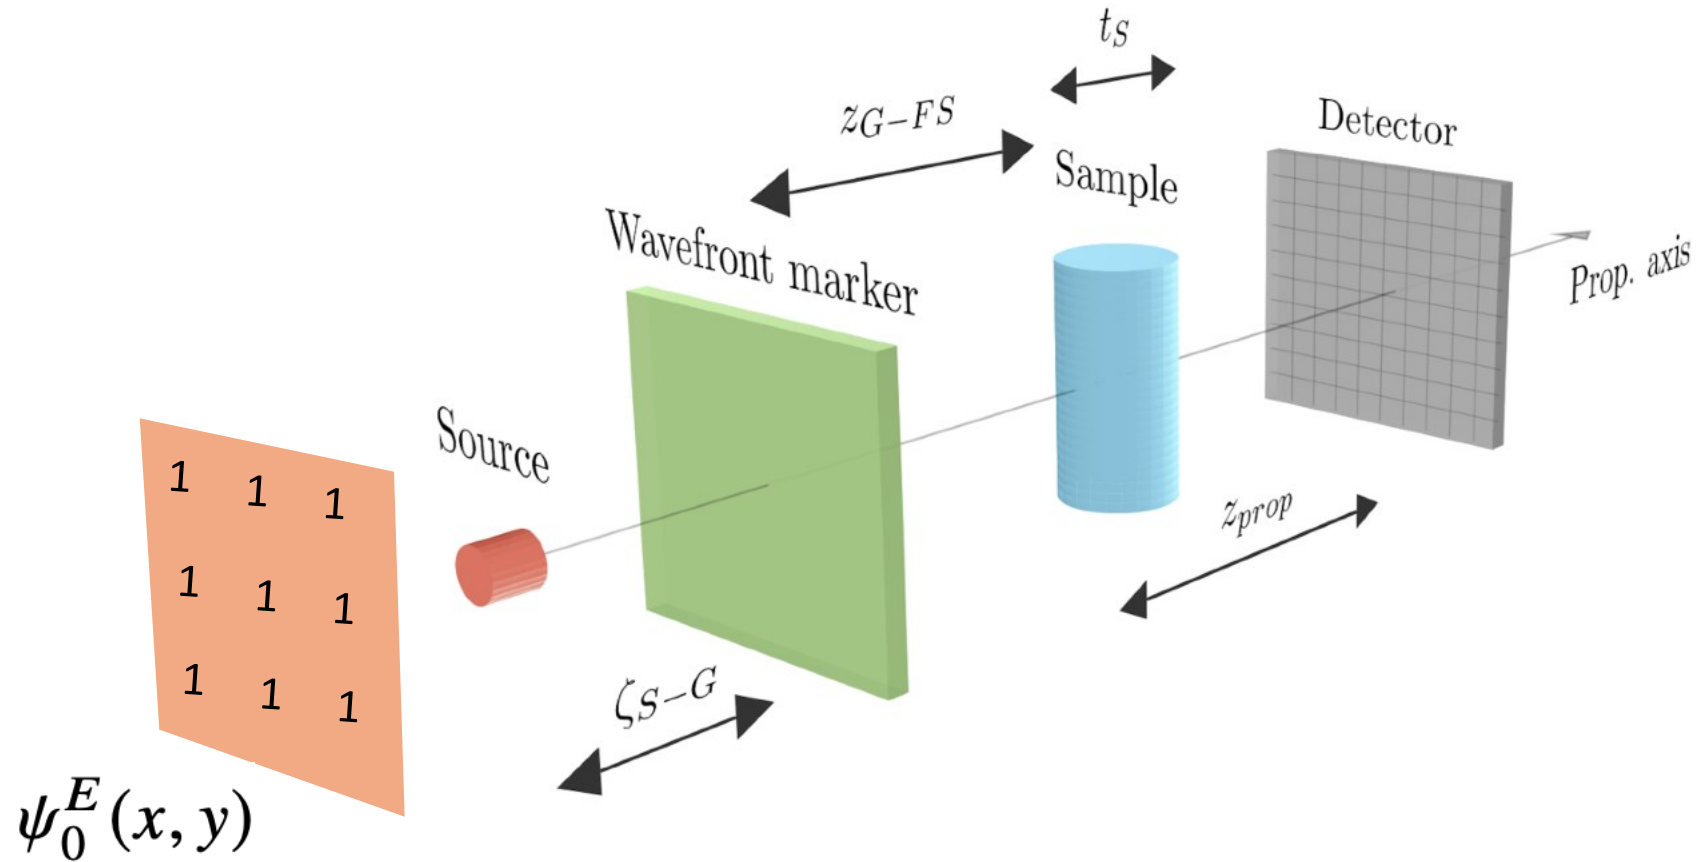 t_S
z_{G-FS}
Detector
Sample
Wavefront marker
Prop. axis
Source
1 1 1
1 1 1
1 1 1
z_{prop}
ζ_{S-G}
ψ_0^E(x, y)